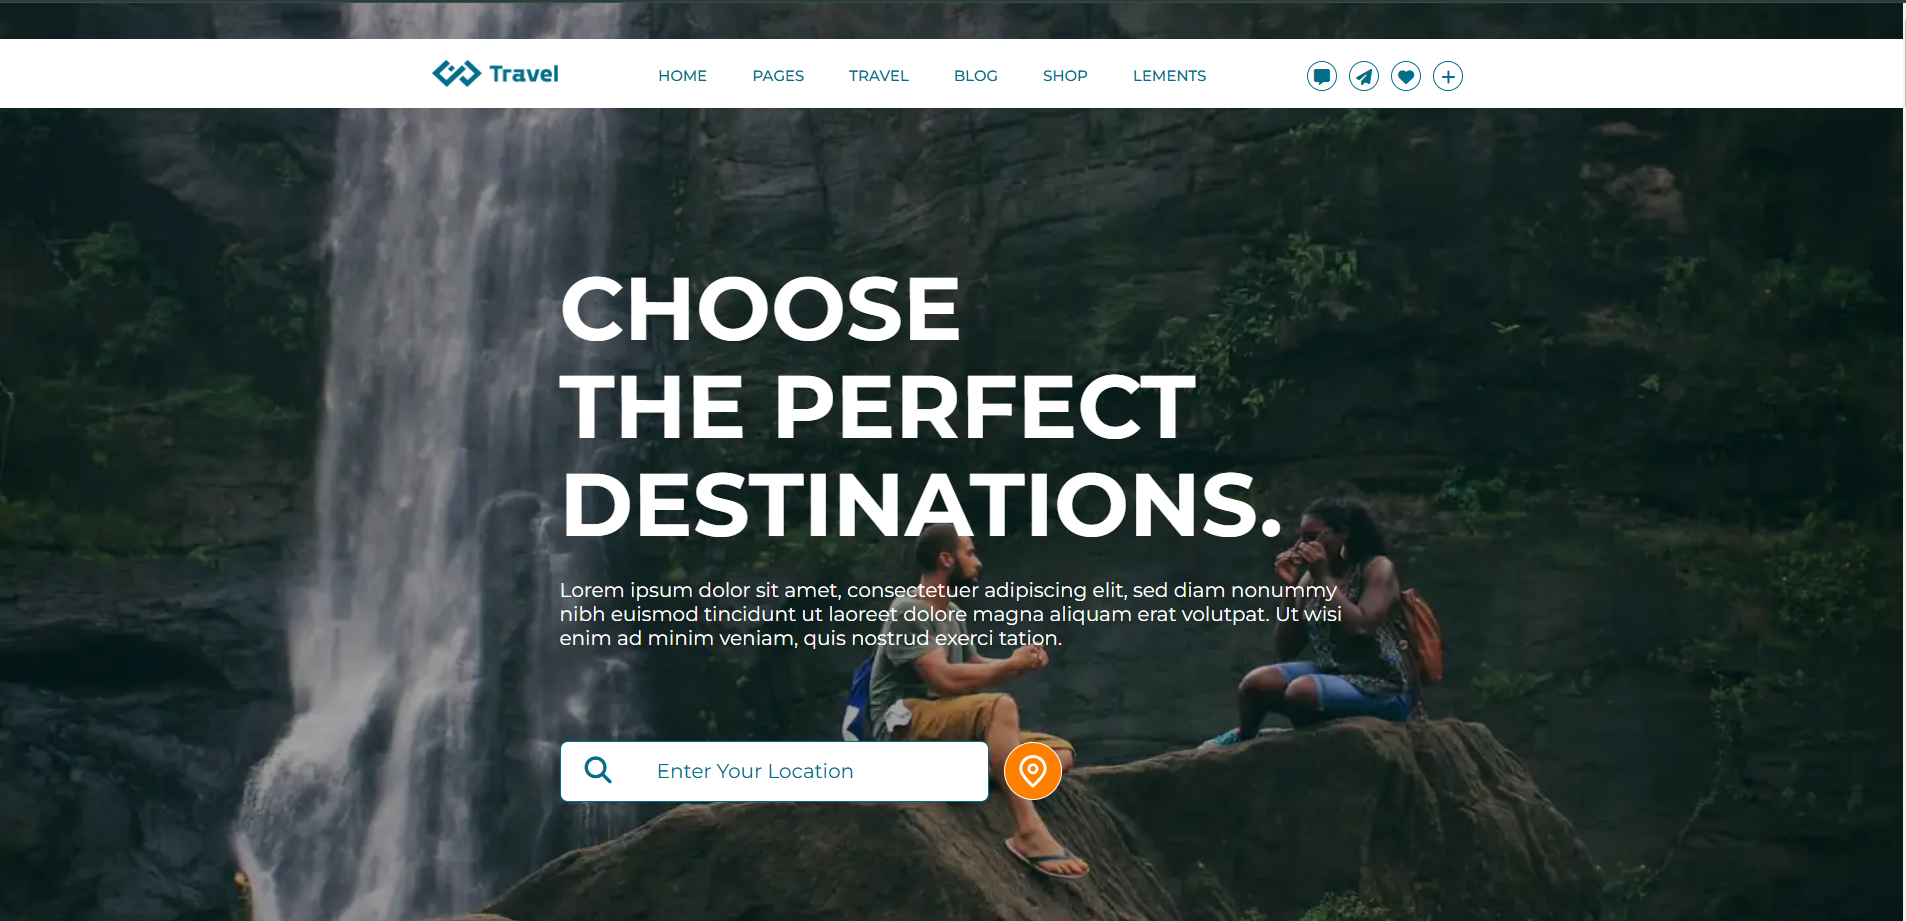 Travel
HOME
PAGES
TRAVEL
BLOG
SHOP
LEMENTS
CHOOSE
THE PERFECT
DESTINATIONS.
Lorem ipsum dolor sit amet, consectetuer adipiscing elit, sed diam nonummy
nibh euismod tincidunt ut laoreet dolore magna aliquam erat volutpat. Ut wisi
enim ad minim veniam, quis nostrud exerci tation.
Enter Your Location